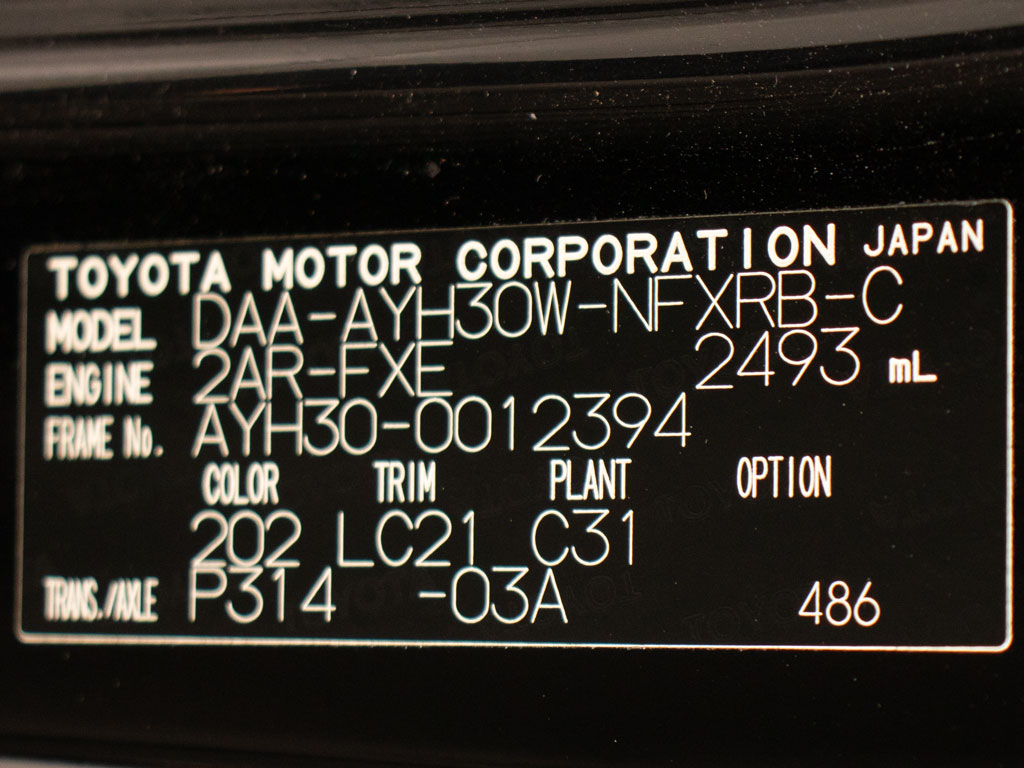 TOYOTA MOTOR CORPORATION JAPAN
MODEL DAA-AYH30W-NFXRB-C
ENGINE 2AR-FXE 2493 mL
FRAME No. AYH30-0012394
COLOR TRIM PLANT OPTION
202 LC21 C31
TRANS./AXLE P314 -03A 486